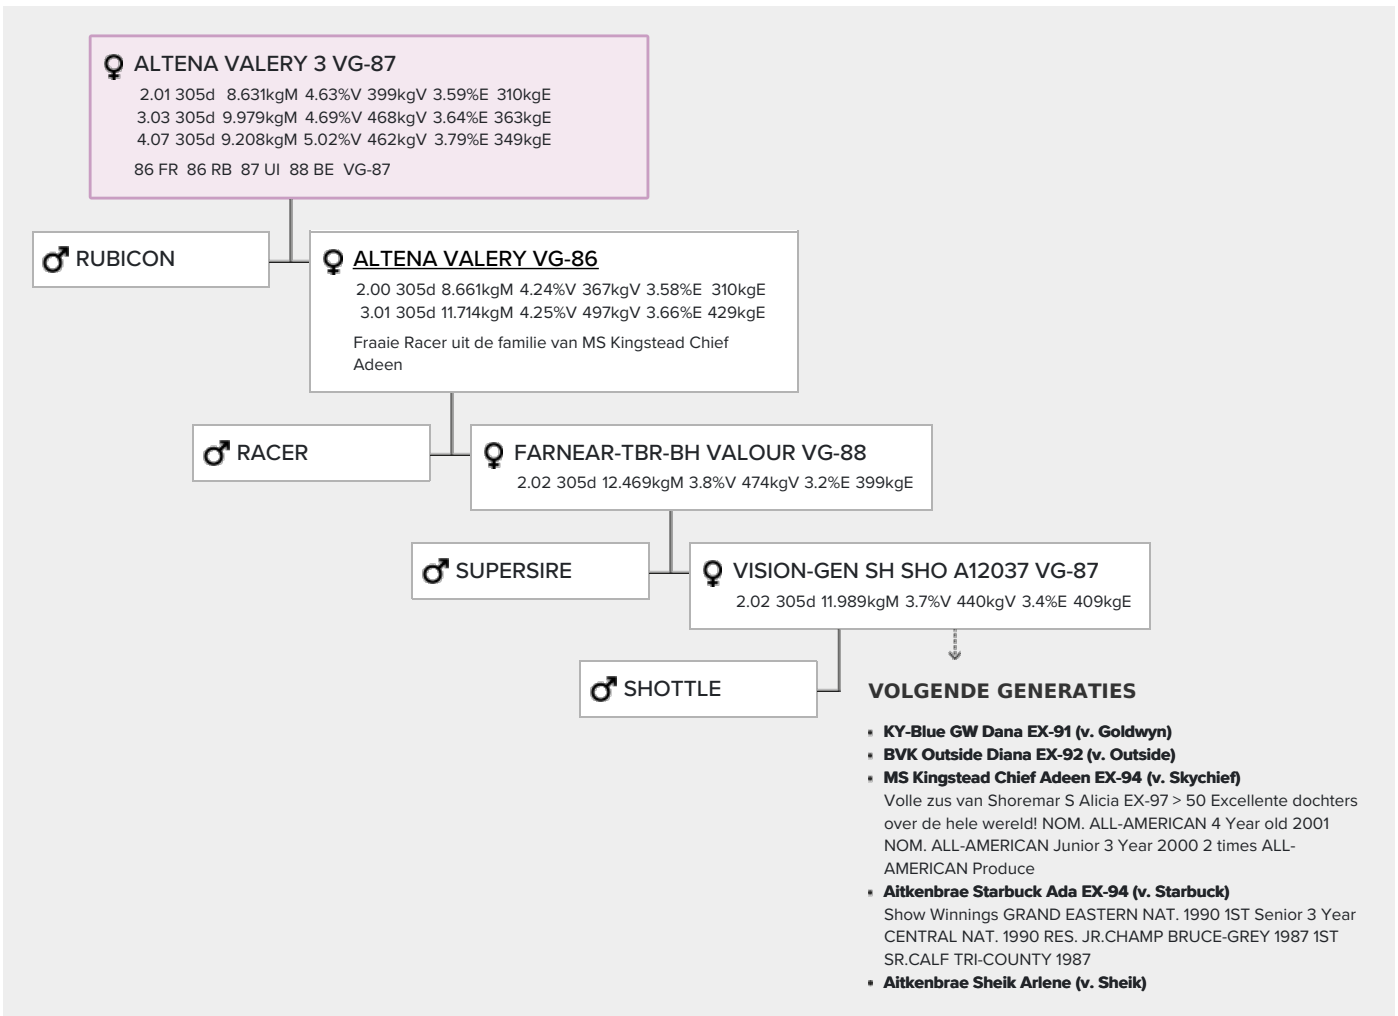 ALTENA VALERY 3 VG-87
2.01 305d 8.631kgM 4.63%V 399kgV 3.59%E 310kgE
3.03 305d 9.979kgM 4.69%V 468kgV 3.64%E 363kgE
4.07 305d 9.208kgM 5.02%V 462kgV 3.79%E 349kgE
86 FR 86 RB 87 UI 88 BE VG-87
RUBICON
ALTENA VALERY VG-86
2.00 305d 8.661kgM 4.24%V 367kgV 3.58%E 310kgE
3.01 305d 11.714kgM 4.25%V 497kgV 3.66%E 429kgE
Fraaie Racer uit de familie van MS Kingstead Chief
Adeen
RACER
FARNEAR-TBR-BH VALOUR VG-88
2.02 305d 12.469kgM 3.8%V 474kgV 3.2%E 399kgE
SUPERSIRE
VISION-GEN SH SHO A12037 VG-87
2.02 305d 11.989kgM 3.7%V 440kgV 3.4%E 409kgE
SHOTTLE
VOLGENDE GENERATIES
KY-Blue GW Dana EX-91 (v. Goldwyn)
BVK Outside Diana EX-92 (v. Outside)
MS Kingstead Chief Adeen EX-94 (v. Skychief)
Volle zus van Shoremar S Alicia EX-97 > 50 Excellente dochters
over de hele wereld! NOM. ALL-AMERICAN 4 Year old 2001
NOM. ALL-AMERICAN Junior 3 Year 2000 2 times ALL-
AMERICAN Produce
Aitkenbrae Starbuck Ada EX-94 (v. Starbuck)
Show Winnings GRAND EASTERN NAT. 1990 1ST Senior 3 Year
CENTRAL NAT. 1990 RES. JR.CHAMP BRUCE-GREY 1987 1ST
SR.CALF TRI-COUNTY 1987
Aitkenbrae Sheik Arlene (v. Sheik)